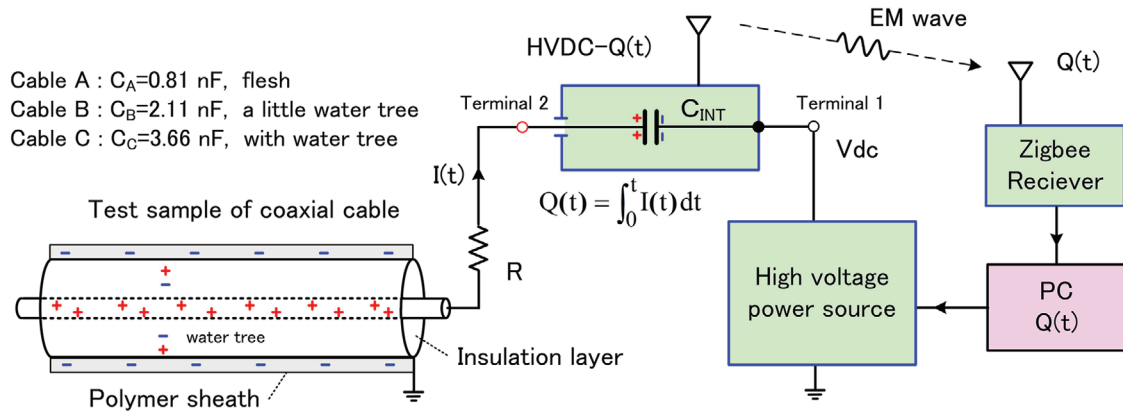 EM wave
HVDC-Q(t)
Q(t)
Cable A : C_A=0.81 nF, flesh
Cable B : C_B=2.11 nF, a little water tree
Cable C : C_C=3.66 nF, with water tree
Terminal 2
C_INT
Terminal 1
Vdc
Zigbee
Reciever
I(t)
Q(t) = ∫_0^t I(t) dt
Test sample of coaxial cable
R
High voltage
power source
PC
Q(t)
water tree
Insulation layer
Polymer sheath